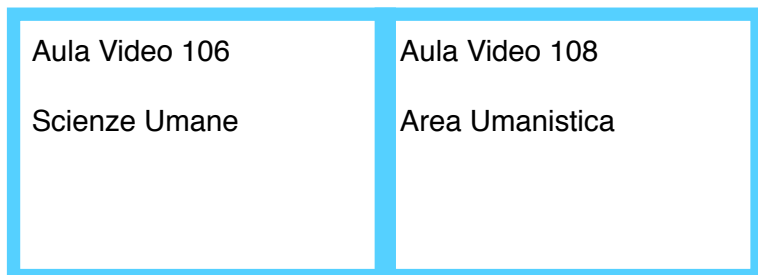 Aula Video 106
Scienze Umane
Aula Video 108
Area Umanistica